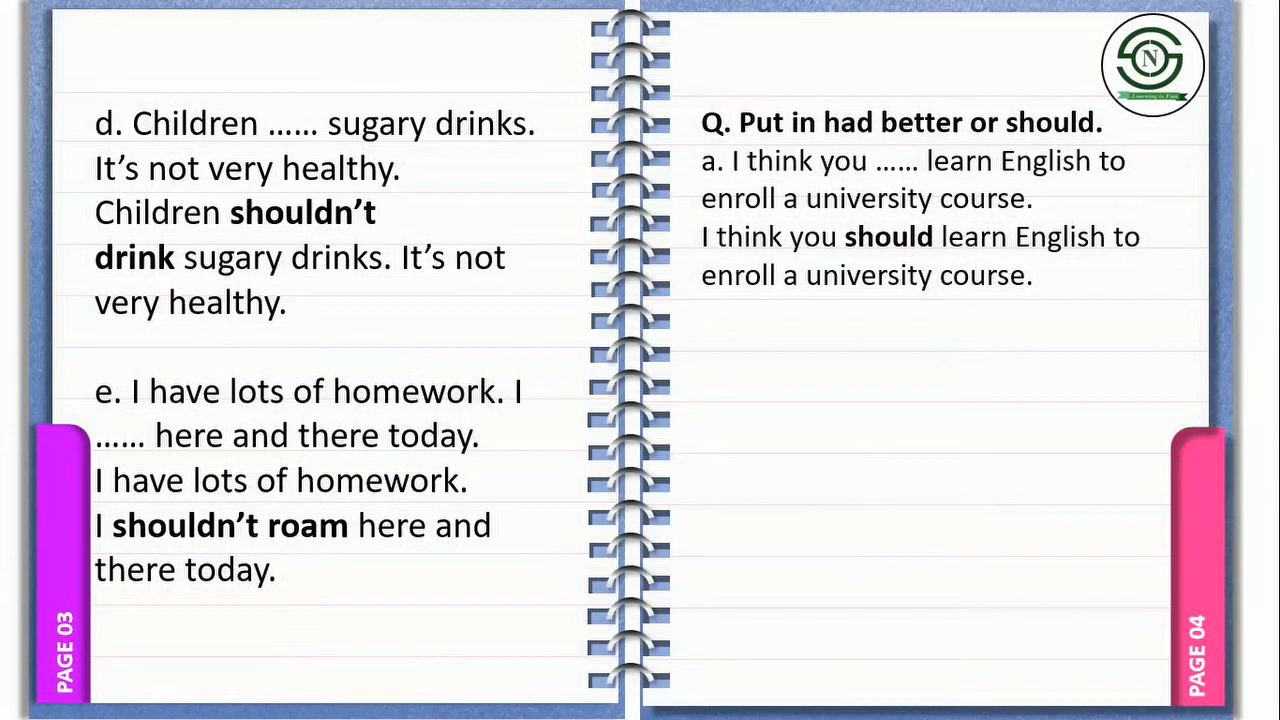 d. Children …… sugary drinks.
It’s not very healthy.
Children shouldn’t
drink sugary drinks. It’s not
very healthy.
e. I have lots of homework. I
…… here and there today.
I have lots of homework.
I shouldn’t roam here and
there today.
PAGE 03
N
Learning is Fun
Q. Put in had better or should.
a. I think you …… learn English to
enroll a university course.
I think you should learn English to
enroll a university course.
PAGE 04